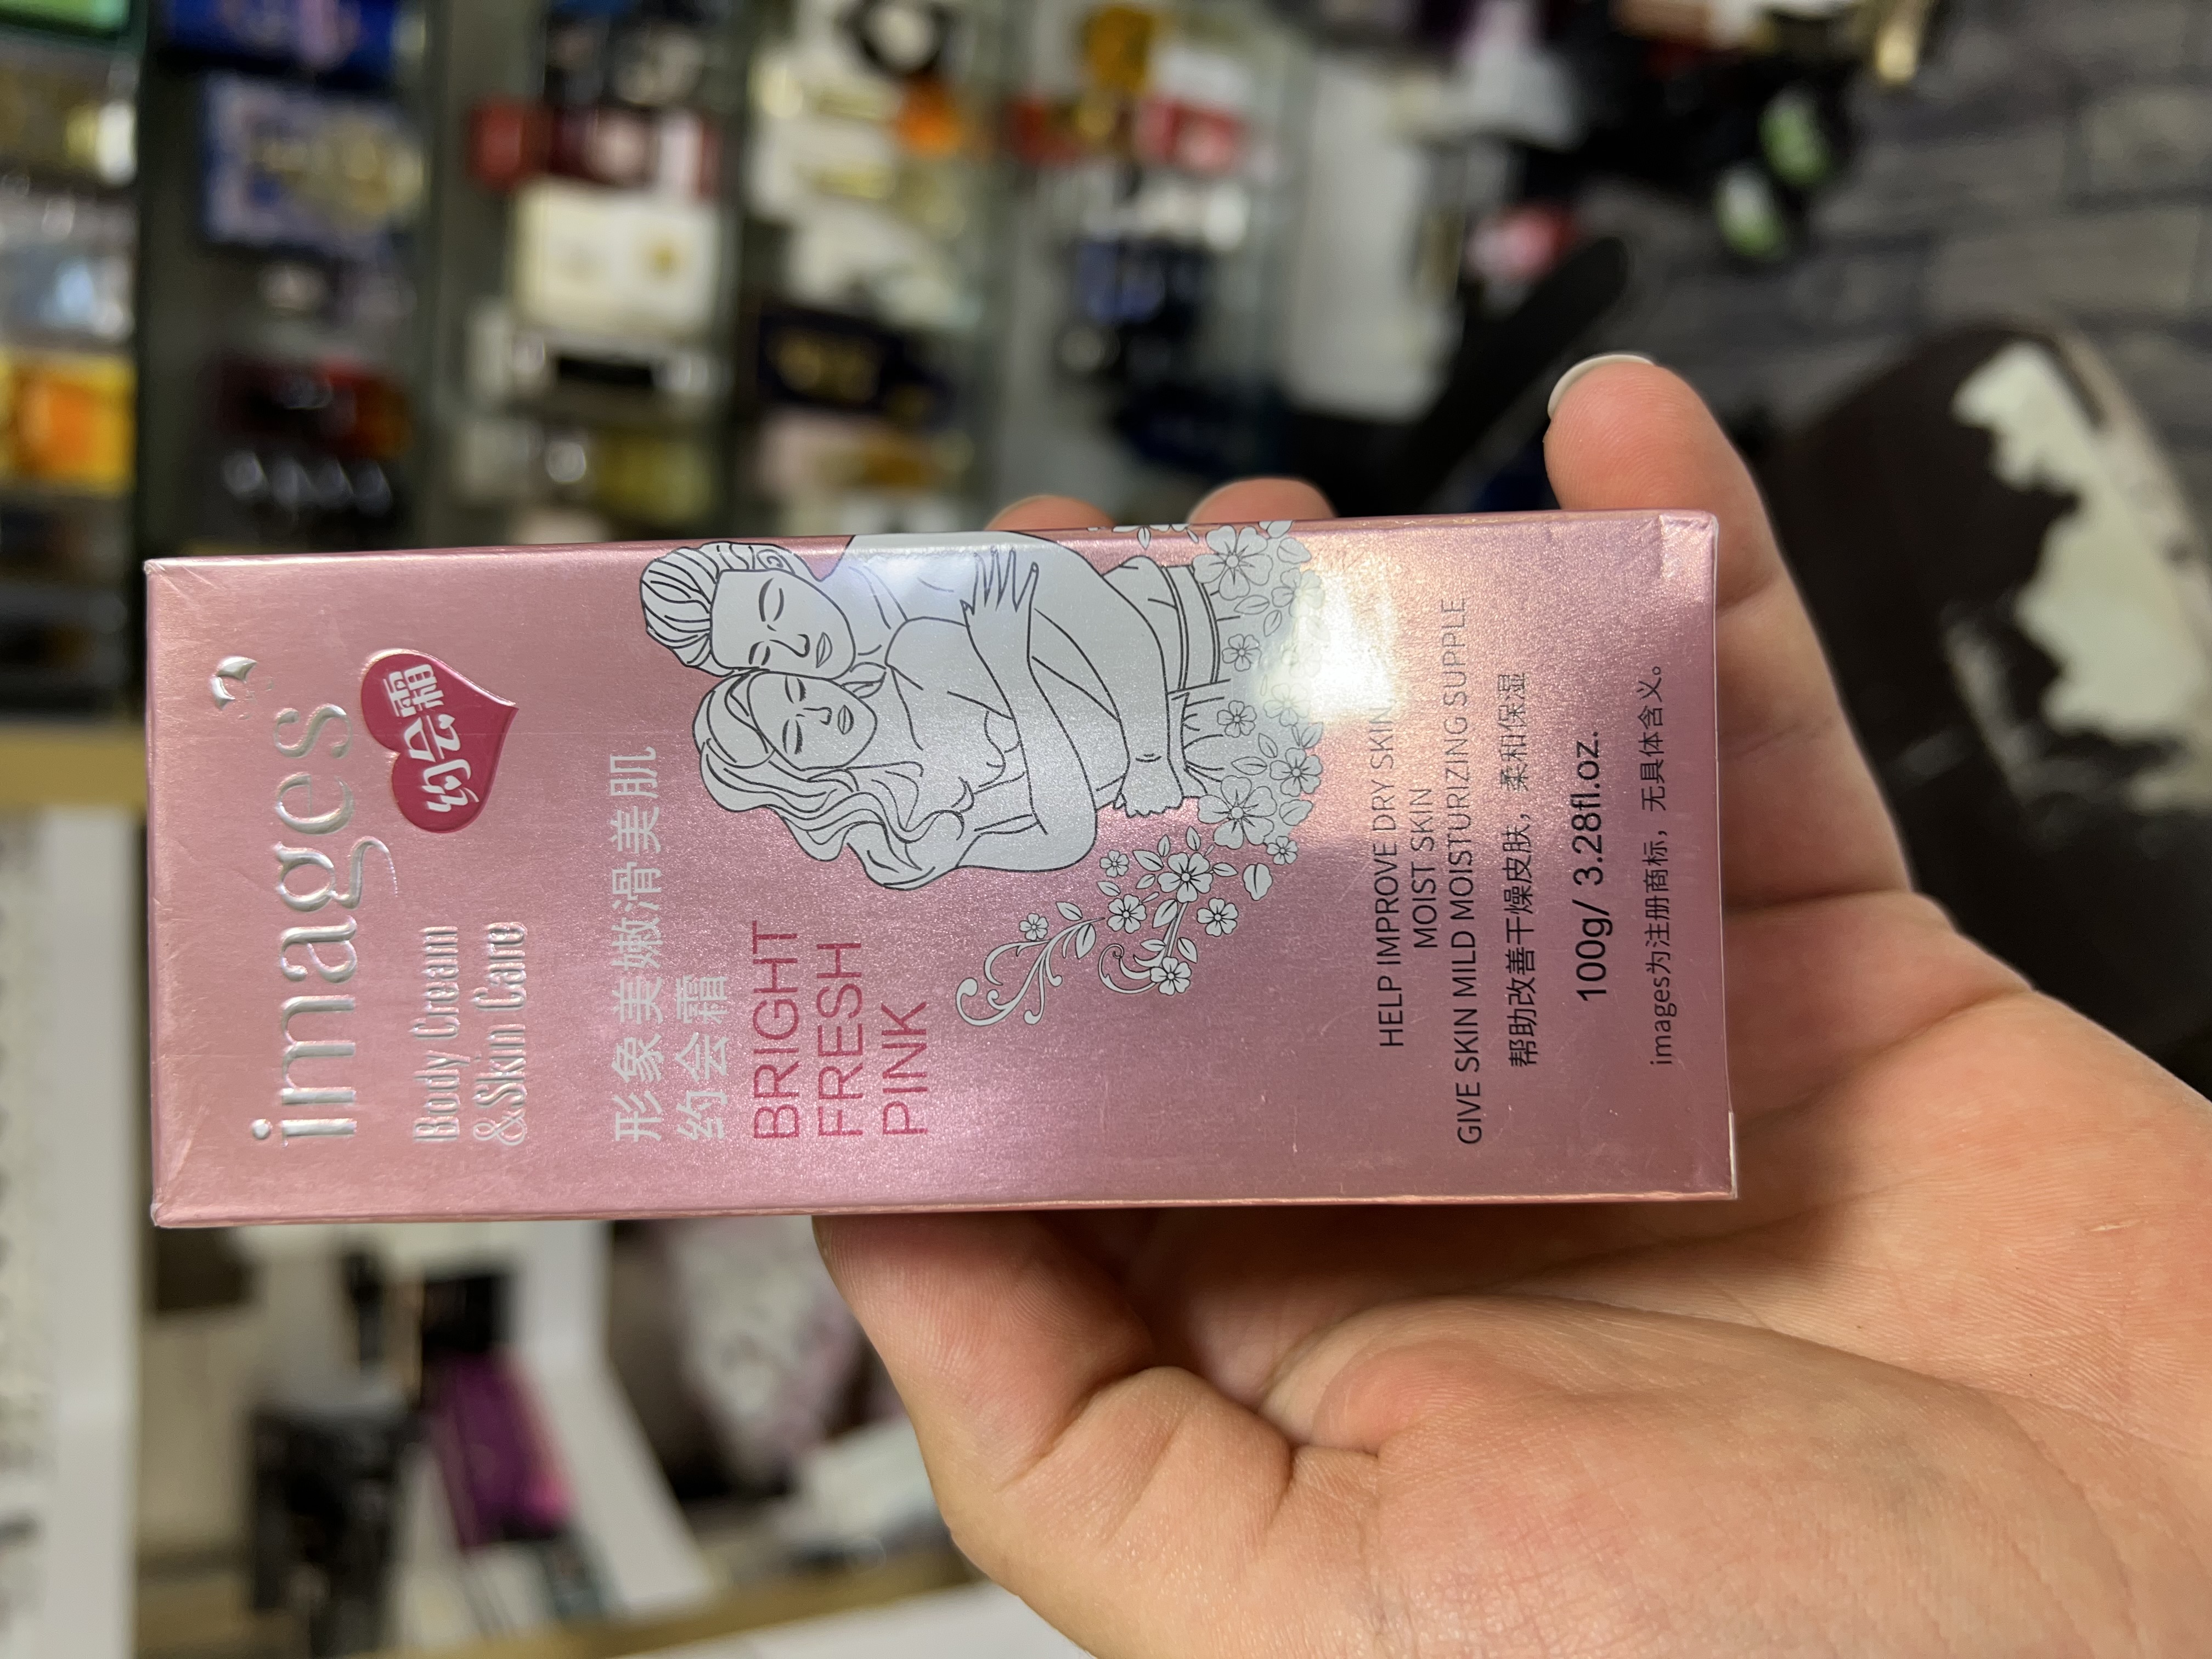 images
约会霜
Body Cream
&Skin Care
形象美嫩滑美肌
约会霜
BRIGHT
FRESH
PINK
HELP IMPROVE DRY SKIN,
MOIST SKIN
GIVE SKIN MILD MOISTURIZING SUPPLE
帮助改善干燥皮肤，柔和保湿
100g/ 3.28fl.oz.
images为注册商标，无具体含义。